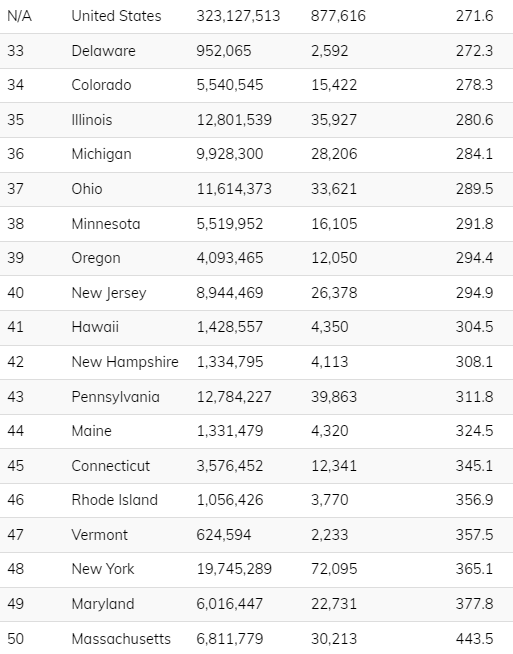 N/A United States 323,127,513 877,616 271.6
33 Delaware 952,065 2,592 272.3
34 Colorado 5,540,545 15,422 278.3
35 Illinois 12,801,539 35,927 280.6
36 Michigan 9,928,300 28,206 284.1
37 Ohio 11,614,373 33,621 289.5
38 Minnesota 5,519,952 16,105 291.8
39 Oregon 4,093,465 12,050 294.4
40 New Jersey 8,944,469 26,378 294.9
41 Hawaii 1,428,557 4,350 304.5
42 New Hampshire 1,334,795 4,113 308.1
43 Pennsylvania 12,784,227 39,863 311.8
44 Maine 1,331,479 4,320 324.5
45 Connecticut 3,576,452 12,341 345.1
46 Rhode Island 1,056,426 3,770 356.9
47 Vermont 624,594 2,233 357.5
48 New York 19,745,289 72,095 365.1
49 Maryland 6,016,447 22,731 377.8
50 Massachusetts 6,811,779 30,213 443.5